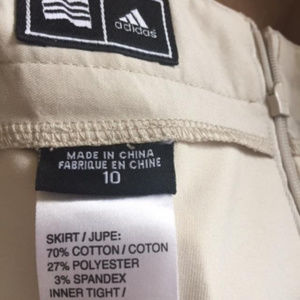 adidas
MADE IN CHINA
FABRIQUE EN CHINE
10
SKIRT / JUPE:
70% COTTON / COTON
27% POLYESTER
3% SPANDEX
INNER TIGHT /